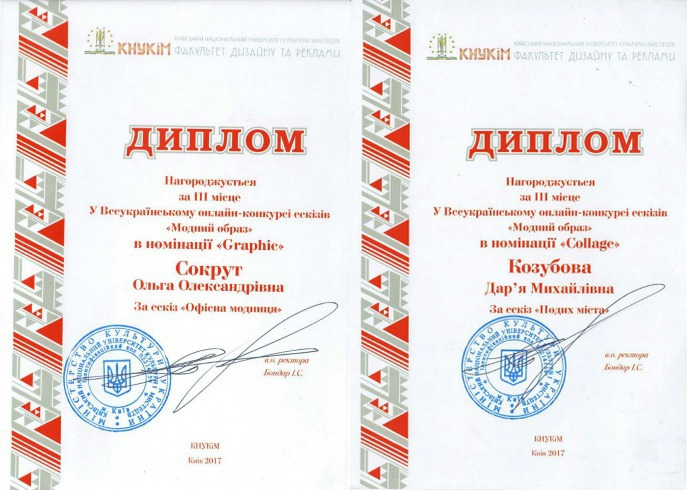 КИЇВСЬКИЙ НАЦІОНАЛЬНИЙ УНІВЕРСИТЕТ КУЛЬТУРИ І МИСТЕЦТВ
КНУКіМ ФАКУЛЬТЕТ ДИЗАЙНУ ТА РЕКЛАМИ
ДИПЛОМ
Нагороджується
за III місце
У Всеукраїнському онлайн-конкурсі ескізів
«Модний образ»
в номінації «Graphic»
Сокрут
Ольга Олександрівна
За ескіз «Офісна модниця»
МІНІСТЕРСТВО КУЛЬТУРИ УКРАЇНИ
м. Київ
в.о. ректора
Бондар І.С.
КНУКіМ
Київ 2017
КИЇВСЬКИЙ НАЦІОНАЛЬНИЙ УНІВЕРСИТЕТ КУЛЬТУРИ І МИСТЕЦТВ
КНУКіМ ФАКУЛЬТЕТ ДИЗАЙНУ ТА РЕКЛАМИ
ДИПЛОМ
Нагороджується
за III місце
У Всеукраїнському онлайн-конкурсі ескізів
«Модний образ»
в номінації «Collage»
Козубова
Дар’я Михайлівна
За ескіз «Подих міста»
МІНІСТЕРСТВО КУЛЬТУРИ УКРАЇНИ
м. Київ
в.о. ректора
Бондар І.С.
КНУКіМ
Київ 2017